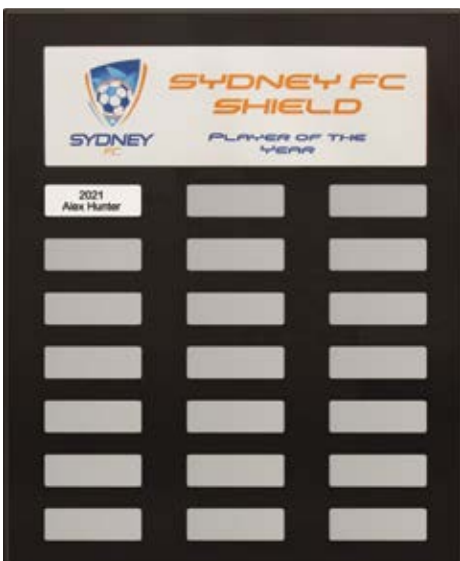 SYDNEY FC
SHIELD
PLAYER OF THE
YEAR
SYDNEY
FC
2021
Alex Hunter